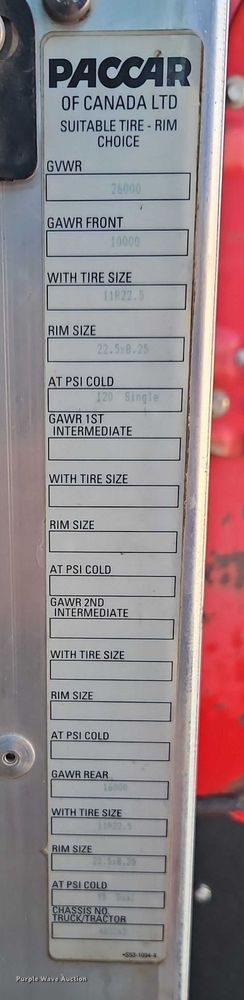 PACCAR
OF CANADA LTD
SUITABLE TIRE - RIM
CHOICE
GVWR
26000
GAWR FRONT
10000
WITH TIRE SIZE
11R22.5
RIM SIZE
22.5x8.25
AT PSI COLD
120 Single
GAWR 1ST
INTERMEDIATE
WITH TIRE SIZE
RIM SIZE
AT PSI COLD
GAWR 2ND
INTERMEDIATE
WITH TIRE SIZE
RIM SIZE
AT PSI COLD
GAWR REAR
16000
WITH TIRE SIZE
11R22.5
RIM SIZE
22.5x8.25
AT PSI COLD
Dual
CHASSIS NO.
TRUCK/TRACTOR
Purple Wave Auction